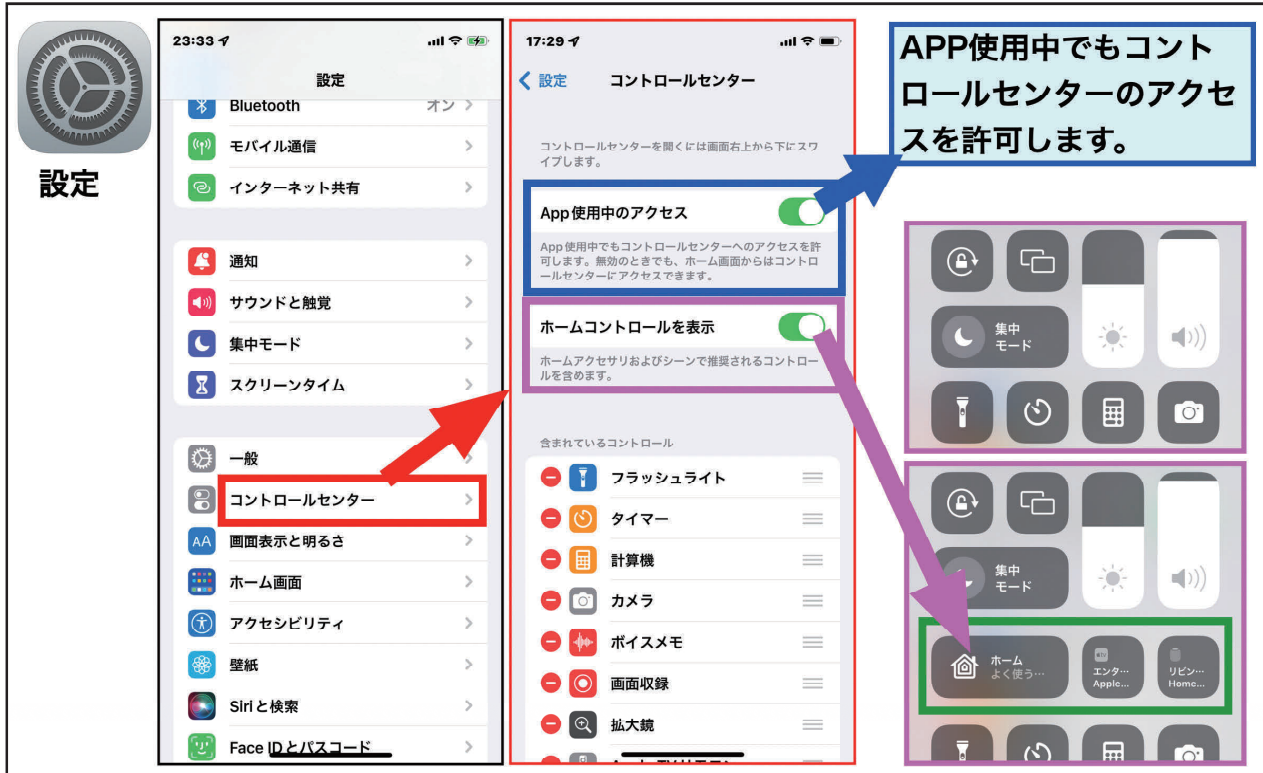 設定
23:33
設定
Bluetooth オン
モバイル通信
インターネット共有
通知
サウンドと触覚
集中モード
スクリーンタイム
一般
コントロールセンター
AA 画面表示と明るさ
ホーム画面
アクセシビリティ
壁紙
Siriと検索
Face IDとパスコード
17:29
設定 コントロールセンター
コントロールセンターを開くには画面右上から下にスワ
イプします。
App使用中のアクセス
App使用中でもコントロールセンターへのアクセスを許
可します。無効のときでも、ホーム画面からはコントロ
ールセンターにアクセスできます。
ホームコントロールを表示
ホームアクセサリおよびシーンで推奨されるコントロー
ルを含めます。
含まれているコントロール
フラッシュライト
タイマー
計算機
カメラ
ボイスメモ
画面収録
拡大鏡
APP使用中でもコント
ロールセンターのアクセ
スを許可します。
集中
モード
集中
モード
ホーム
よく使う…
tv
エンタ…
Apple...
リビン…
Home...